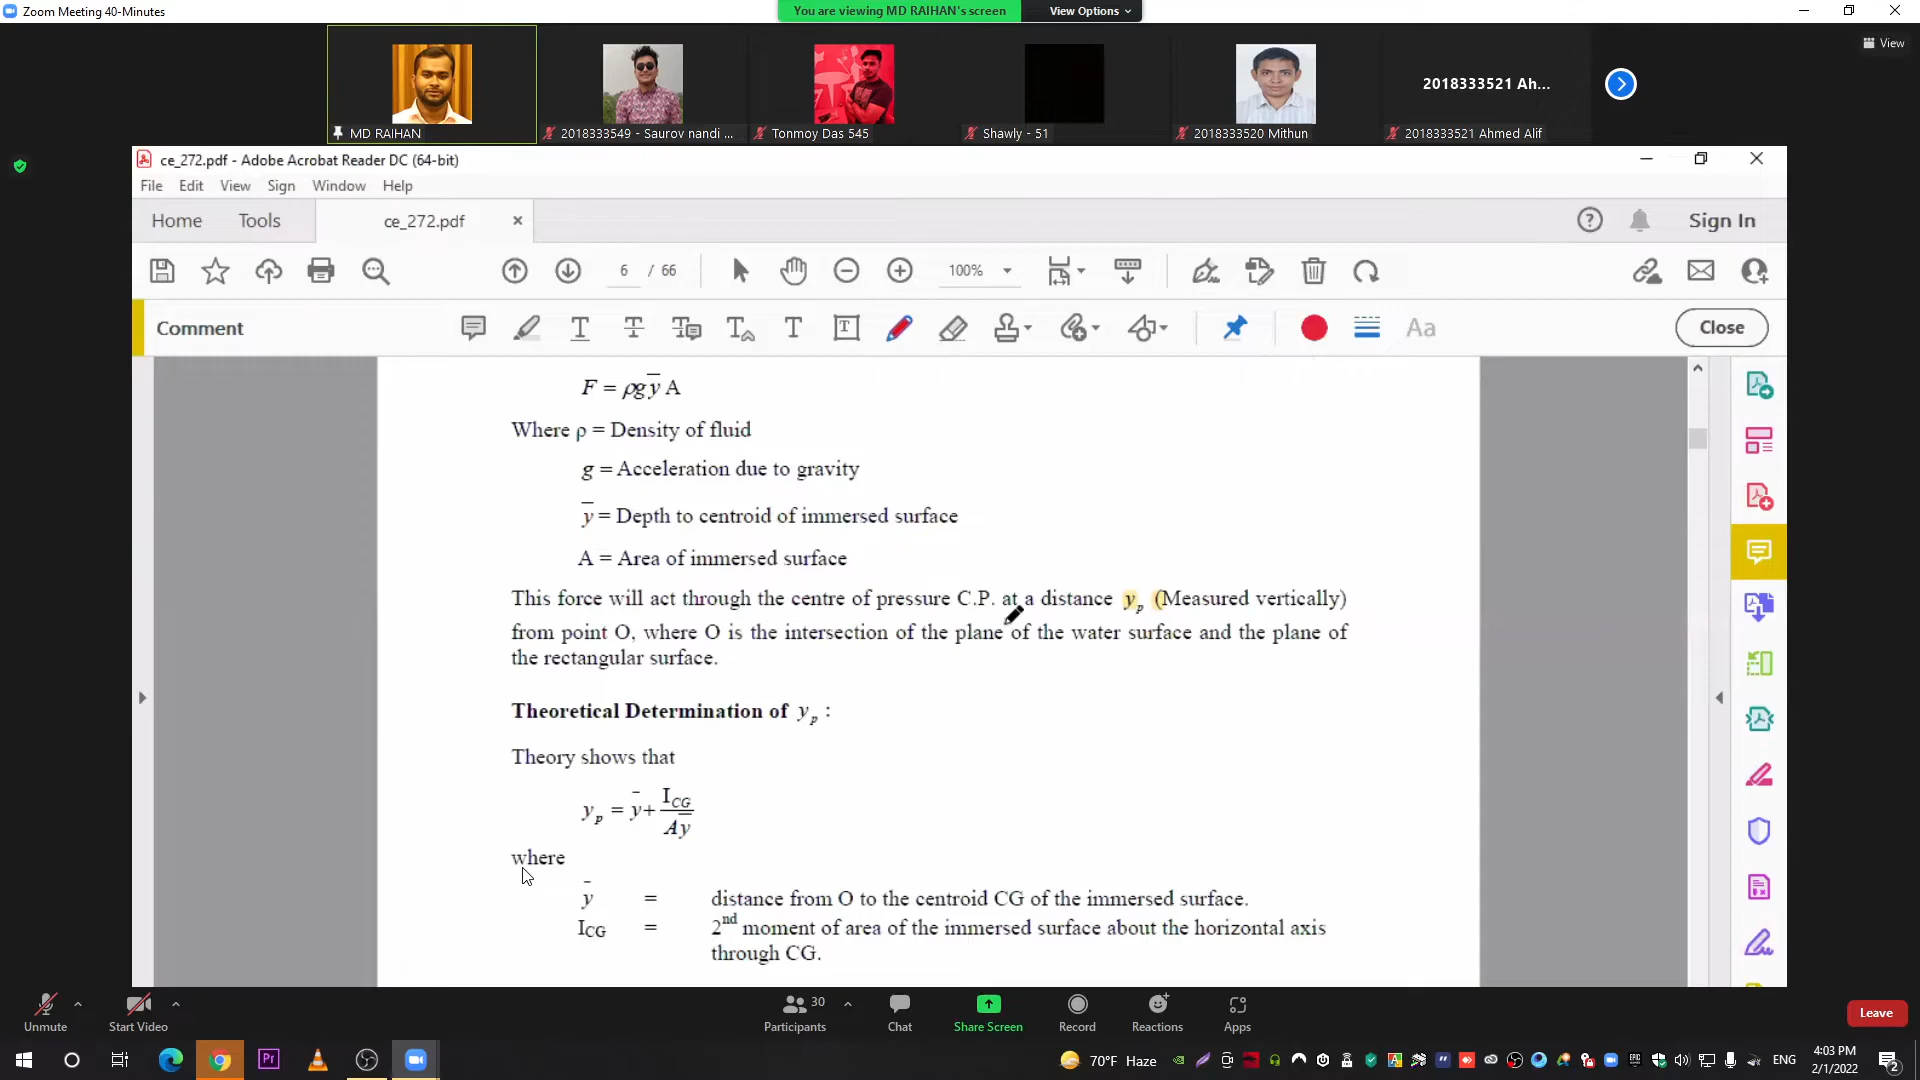 Zoom Meeting 40-Minutes
You are viewing MD RAIHAN's screen
View Options
View
MD RAIHAN
2018333549 - Saurov nandi ...
Tonmoy Das 545
Shawly - 51
2018333520 Mithun
2018333521 Ah...
2018333521 Ahmed Alif
ce_272.pdf - Adobe Acrobat Reader DC (64-bit)
File Edit View Sign Window Help
Home Tools ce_272.pdf Sign In
6 / 66 100%
Comment Close
F = ρgy̅ A
Where ρ = Density of fluid
g = Acceleration due to gravity
y̅ = Depth to centroid of immersed surface
A = Area of immersed surface
This force will act through the centre of pressure C.P. at a distance yₚ (Measured vertically)
from point O, where O is the intersection of the plane of the water surface and the plane of
the rectangular surface.
Theoretical Determination of yₚ :
Theory shows that
yₚ = y̅ + I_CG / Ay̅
where
y̅ = distance from O to the centroid CG of the immersed surface.
I_CG = 2nd moment of area of the immersed surface about the horizontal axis
through CG.
Unmute
Start Video
Participants 30
Chat
Share Screen
Record
Reactions
Apps
Leave
70°F Haze
ENG
4:03 PM
2/1/2022
2